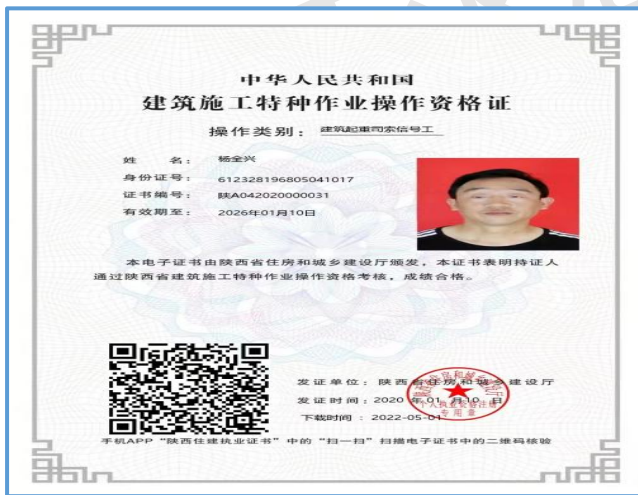 中华人民共和国
建筑施工特种作业操作资格证
操作类别：建筑起重司索信号工
姓 名：杨全兴
身份证号：612328196805041017
证书编号：陕A042020000031
有效期至：2026年01月10日
本电子证书由陕西省住房和城乡建设厅颁发，本证书表明持证人
通过陕西省建筑施工特种作业操作资格考核，成绩合格。
发证单位：陕西省住房和城乡建设厅
发证时间：2020年01月10日
下载时间：2022-05-01
手机APP“陕西住建执业证书”中的“扫一扫”扫描电子证书中的二维码核验